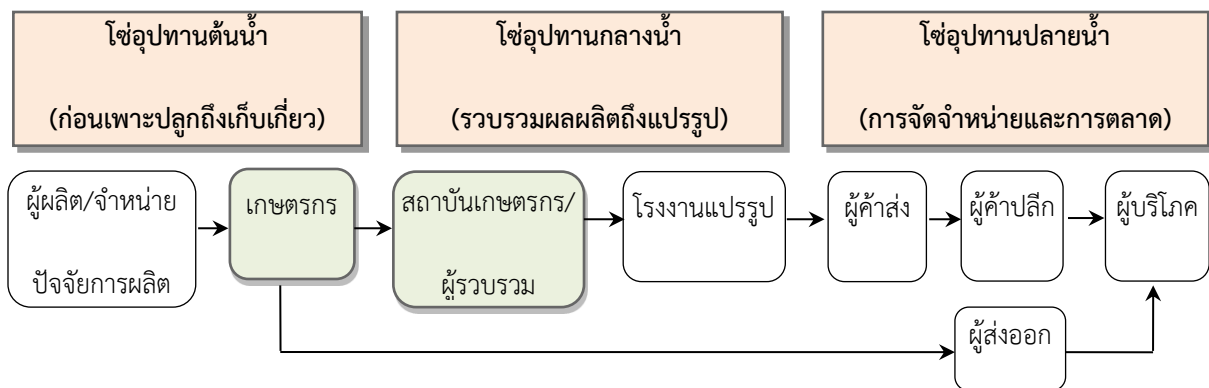 โซ่อุปทานต้นน้ำ
(ก่อนเพาะปลูกถึงเก็บเกี่ยว)
โซ่อุปทานกลางน้ำ
(รวบรวมผลผลิตถึงแปรรูป)
โซ่อุปทานปลายน้ำ
(การจัดจำหน่ายและการตลาด)
ผู้ผลิต/จำหน่าย
ปัจจัยการผลิต
เกษตรกร
สถาบันเกษตรกร/
ผู้รวบรวม
โรงงานแปรรูป
ผู้ค้าส่ง
ผู้ค้าปลีก
ผู้บริโภค
ผู้ส่งออก